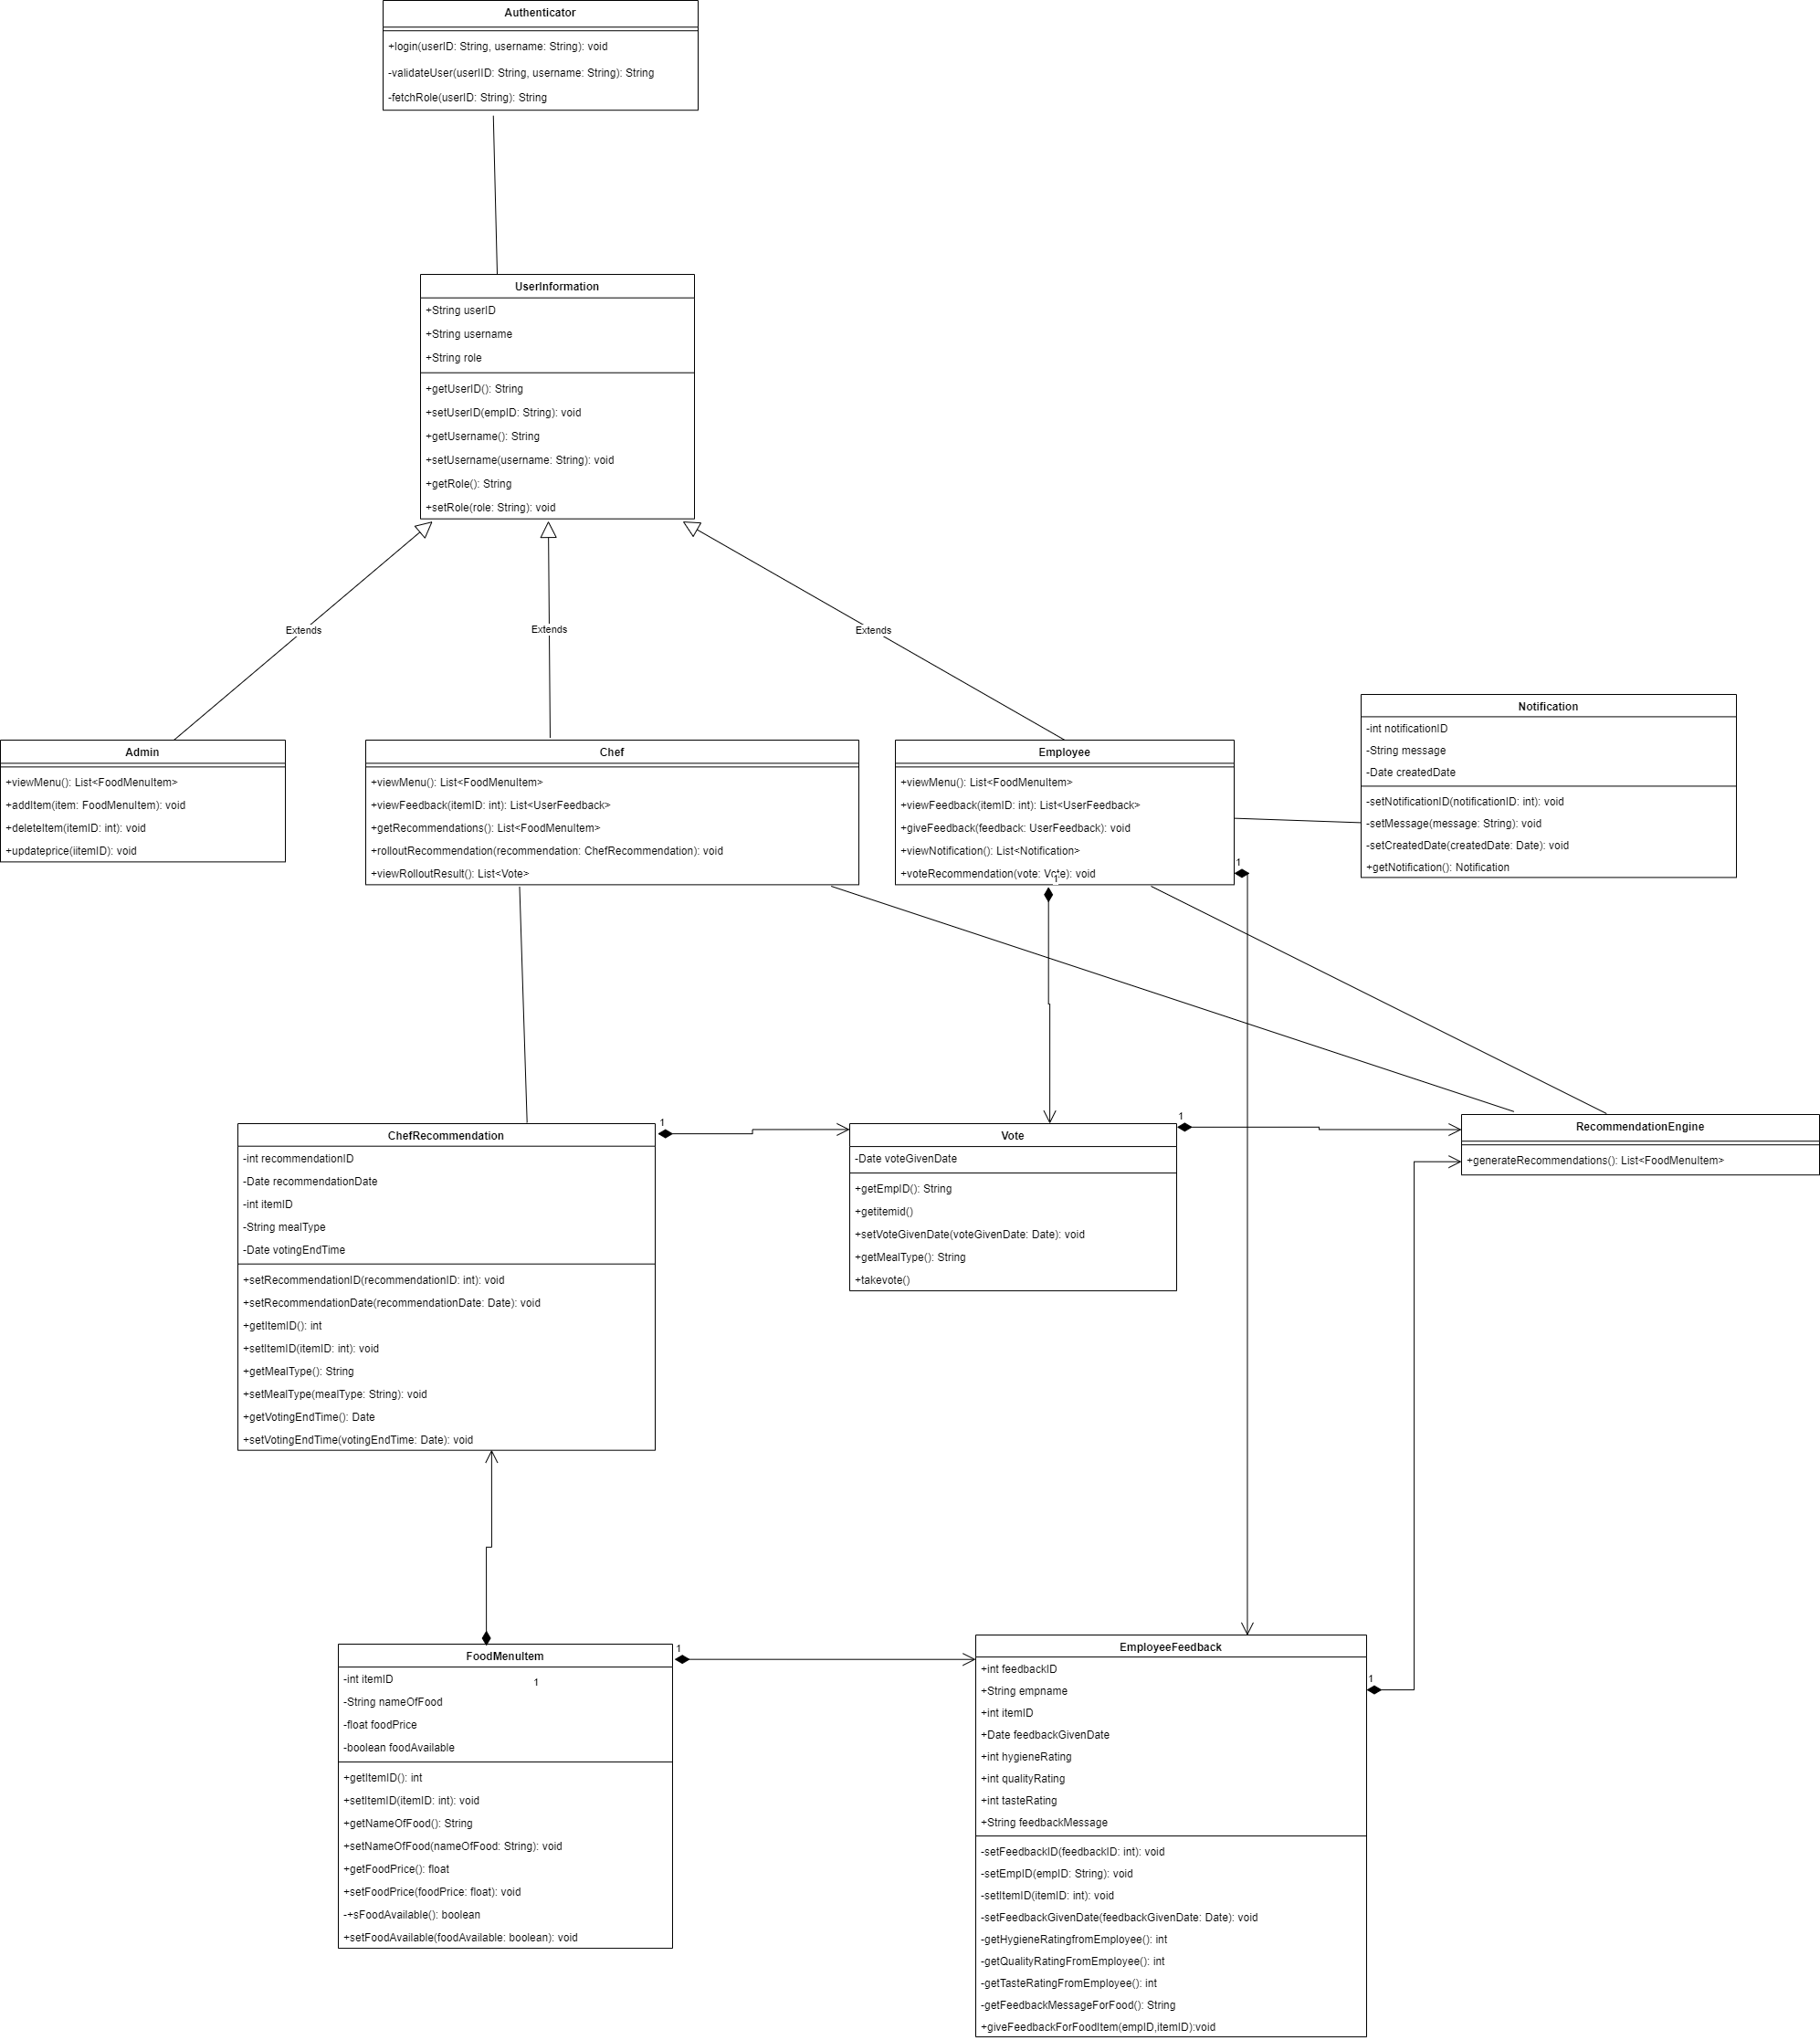 Authenticator
+login(userID: String, username: String): void
-validateUser(userIID: String, username: String): String
-fetchRole(userID: String): String
UserInformation
+String userID
+String username
+String role
+getUserID(): String
+setUserID(empID: String): void
+getUsername(): String
+setUsername(username: String): void
+getRole(): String
+setRole(role: String): void
Extends
Extends
Extends
Admin
+viewMenu(): List<FoodMenuItem>
+addItem(item: FoodMenuItem): void
+deleteItem(itemID: int): void
+updateprice(iitemID): void
Chef
+viewMenu(): List<FoodMenuItem>
+viewFeedback(itemID: int): List<UserFeedback>
+getRecommendations(): List<FoodMenuItem>
+rolloutRecommendation(recommendation: ChefRecommendation): void
+viewRolloutResult(): List<Vote>
Employee
+viewMenu(): List<FoodMenuItem>
+viewFeedback(itemID: int): List<UserFeedback>
+giveFeedback(feedback: UserFeedback): void
+viewNotification(): List<Notification>
+voteRecommendation(vote: Vote): void
1
1
Notification
-int notificationID
-String message
-Date createdDate
-setNotificationID(notificationID: int): void
-setMessage(message: String): void
-setCreatedDate(createdDate: Date): void
+getNotification(): Notification
ChefRecommendation
-int recommendationID
-Date recommendationDate
-int itemID
-String mealType
-Date votingEndTime
+setRecommendationID(recommendationID: int): void
+setRecommendationDate(recommendationDate: Date): void
+getItemID(): int
+setItemID(itemID: int): void
+getMealType(): String
+setMealType(mealType: String): void
+getVotingEndTime(): Date
+setVotingEndTime(votingEndTime: Date): void
1
Vote
-Date voteGivenDate
+getEmpID(): String
+getitemid()
+setVoteGivenDate(voteGivenDate: Date): void
+getMealType(): String
+takevote()
1
RecommendationEngine
+generateRecommendations(): List<FoodMenuItem>
FoodMenuItem
-int itemID
1
-String nameOfFood
-float foodPrice
-boolean foodAvailable
+getItemID(): int
+setItemID(itemID: int): void
+getNameOfFood(): String
+setNameOfFood(nameOfFood: String): void
+getFoodPrice(): float
+setFoodPrice(foodPrice: float): void
-+sFoodAvailable(): boolean
+setFoodAvailable(foodAvailable: boolean): void
1
EmployeeFeedback
+int feedbackID
+String empname
+int itemID
+Date feedbackGivenDate
+int hygieneRating
+int qualityRating
+int tasteRating
+String feedbackMessage
-setFeedbackID(feedbackID: int): void
-setEmpID(empID: String): void
-setItemID(itemID: int): void
-setFeedbackGivenDate(feedbackGivenDate: Date): void
-getHygieneRatingfromEmployee(): int
-getQualityRatingFromEmployee(): int
-getTasteRatingFromEmployee(): int
-getFeedbackMessageForFood(): String
+giveFeedbackForFoodItem(empID,itemID):void
1